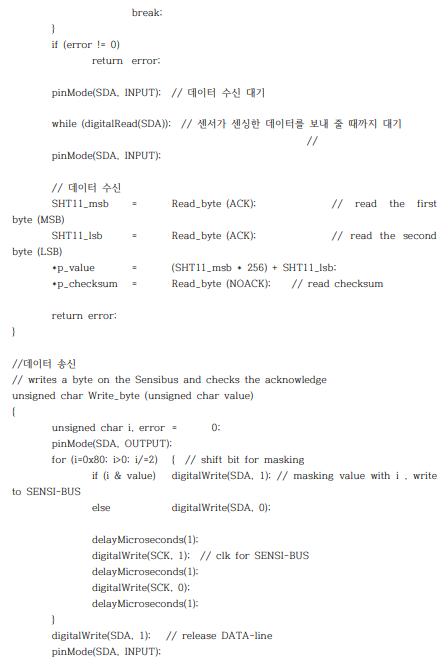 break;
}
if (error != 0)
return error;
pinMode(SDA, INPUT); // 데이터 수신 대기
while (digitalRead(SDA)); // 센서가 센싱한 데이터를 보내 줄 때까지 대기
//
pinMode(SDA, INPUT);
// 데이터 수신
SHT11_msb = Read_byte (ACK); // read the first
byte (MSB)
SHT11_lsb = Read_byte (ACK); // read the second
byte (LSB)
*p_value = (SHT11_msb * 256) + SHT11_lsb;
*p_checksum = Read_byte (NOACK); // read checksum
return error;
}
//데이터 송신
// writes a byte on the Sensibus and checks the acknowledge
unsigned char Write_byte (unsigned char value)
{
unsigned char i, error = 0;
pinMode(SDA, OUTPUT);
for (i=0x80; i>0; i/=2) { // shift bit for masking
if (i & value) digitalWrite(SDA, 1); // masking value with i , write
to SENSI-BUS
else digitalWrite(SDA, 0);
delayMicroseconds(1);
digitalWrite(SCK, 1); // clk for SENSI-BUS
delayMicroseconds(1);
digitalWrite(SCK, 0);
delayMicroseconds(1);
}
digitalWrite(SDA, 1); // release DATA-line
pinMode(SDA, INPUT);